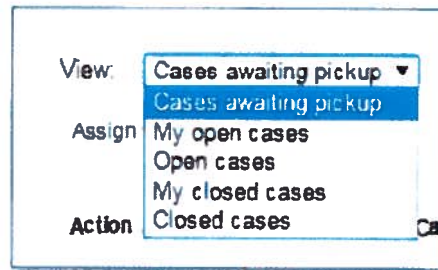 View: Cases awaiting pickup
Cases awaiting pickup
Assign My open cases
Open cases
My closed cases
Action Closed cases Ca